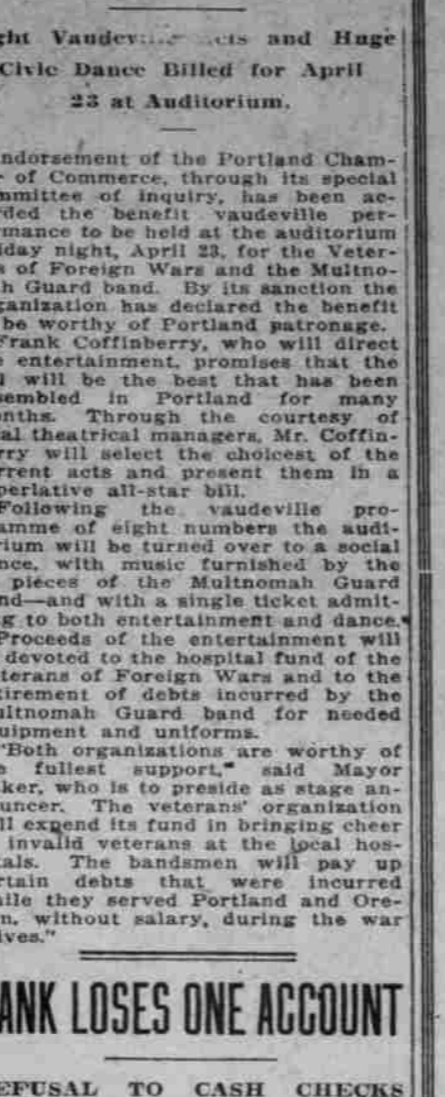 ght Vaudev and Huge
Civic Dance Billed for April
23 at Auditorium.
ndorsement of the Portland Cham-
of Commerce, through its special
mmittee of inquiry, has been ac-
rded the benefit vaudeville per-
rmance to be held at the auditorium
iday night, April 23, for the Veter-
s of Foreign Wars and the Multno-
h Guard band. By its sanction the
ganization has declared the benefit
be worthy of Portland patronage.
Frank Coffinberry, who will direct
e entertainment, promises that the
l will be the best that has been
sembled in Portland for many
nths. Through the courtesy of
al theatrical managers, Mr. Coffin-
rry will select the choicest of the
rrent acts and present them in a
perlative all-star bill.
Following the vaudeville pro-
amme of eight numbers the audi-
rium will be turned over to a social
nce, with music furnished by the
pieces of the Multnomah Guard
nd—and with a single ticket admit-
g to both entertainment and dance.
Proceeds of the entertainment will
devoted to the hospital fund of the
terans of Foreign Wars and to the
tirement of debts incurred by the
ultnomah Guard band for needed
uipment and uniforms.
"Both organizations are worthy of
e fullest support," said Mayor
ker, who is to preside as stage an-
uncer. The veterans' organization
ll expend its fund in bringing cheer
invalid veterans at the local hos-
tals. The bandsmen will pay up
rtain debts that were incurred
hile they served Portland and Ore-
n, without salary, during the war
ives."
ANK LOSES ONE ACCOUNT
EFUSAL TO CASH CHECKS